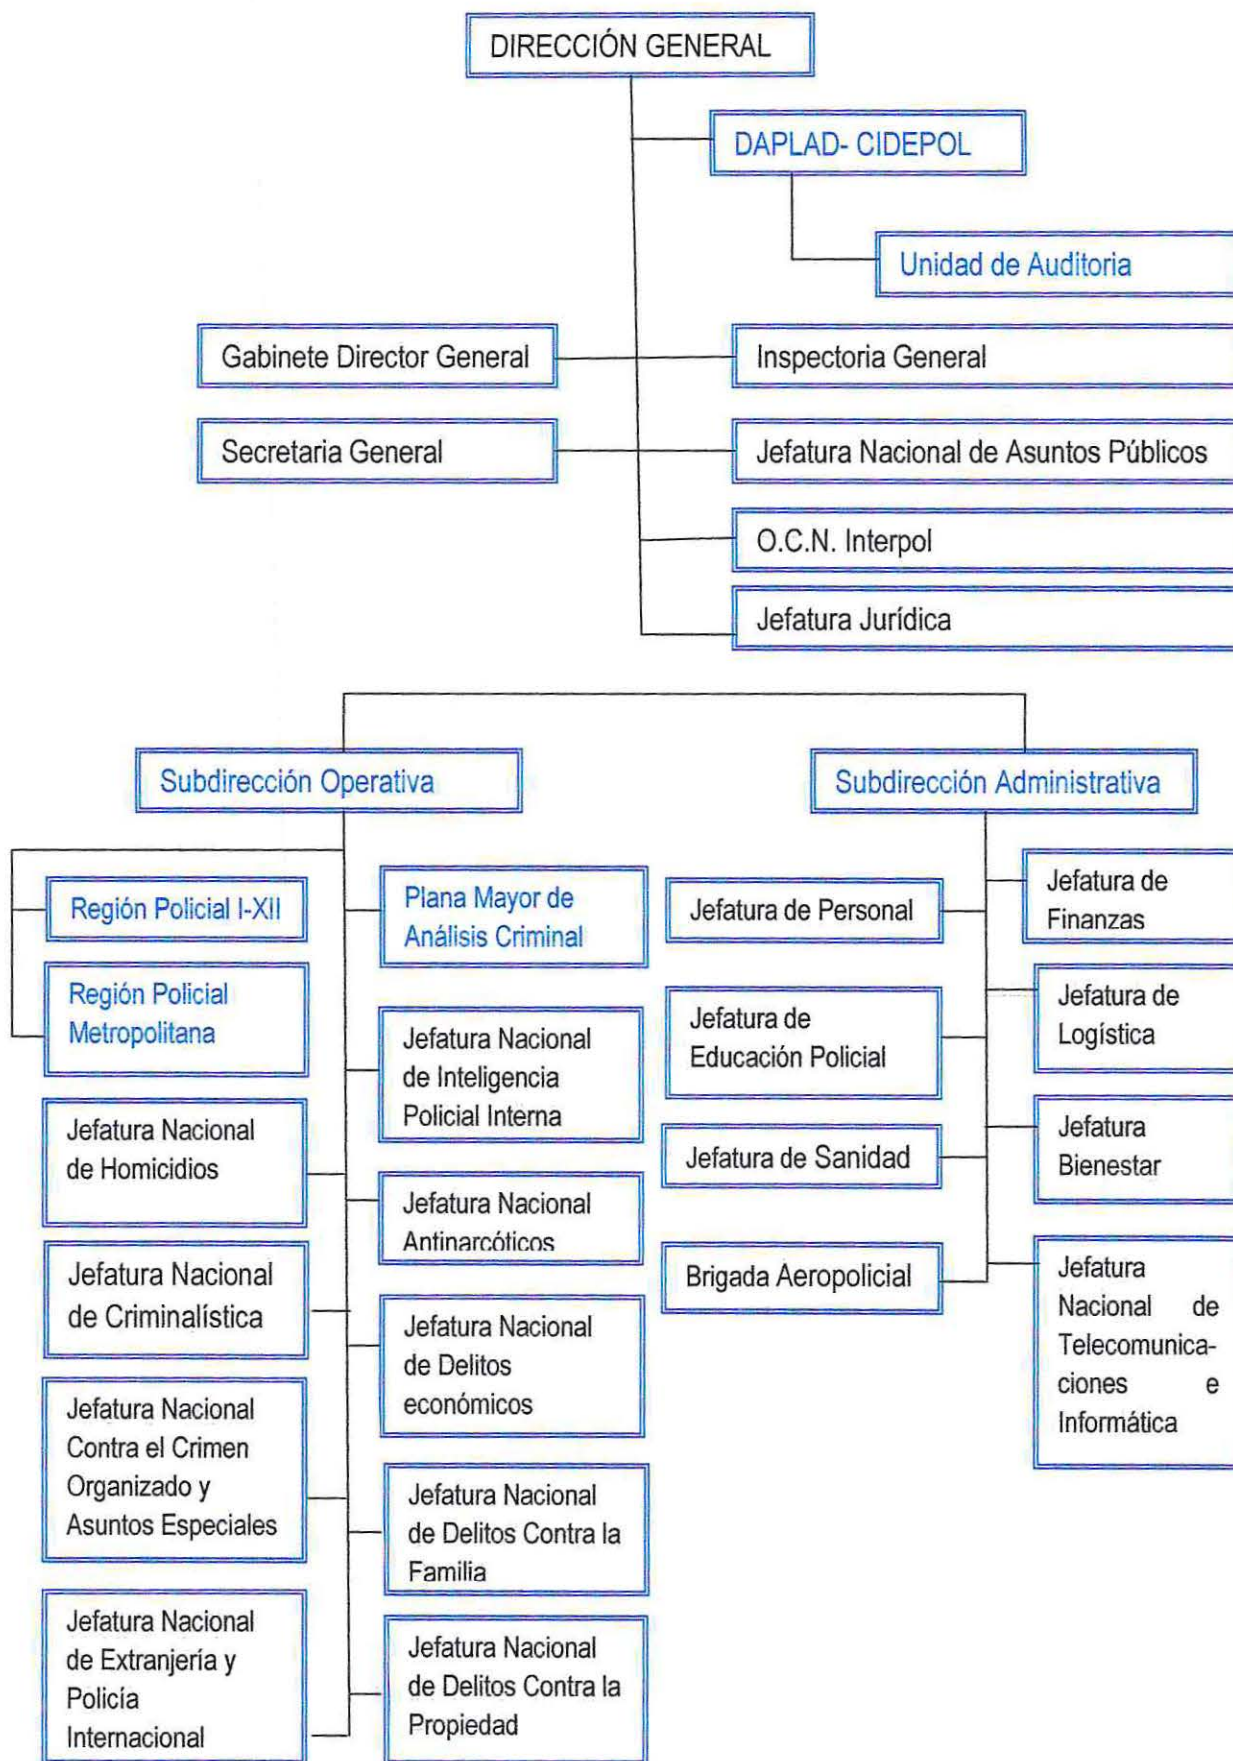 DIRECCIÓN GENERAL
DAPLAD- CIDEPOL
Unidad de Auditoria
Gabinete Director General
Inspectoria General
Secretaria General
Jefatura Nacional de Asuntos Públicos
O.C.N. Interpol
Jefatura Jurídica
Subdirección Operativa
Subdirección Administrativa
Región Policial I-XII
Plana Mayor de
Análisis Criminal
Región Policial
Metropolitana
Jefatura Nacional
de Inteligencia
Policial Interna
Jefatura Nacional
de Homicidios
Jefatura Nacional
Antinarcóticos
Jefatura Nacional
de Criminalística
Jefatura Nacional
de Delitos
económicos
Jefatura Nacional
Contra el Crimen
Organizado y
Asuntos Especiales
Jefatura Nacional
de Delitos Contra la
Familia
Jefatura Nacional
de Extranjería y
Policía
Internacional
Jefatura Nacional
de Delitos Contra la
Propiedad
Jefatura de Personal
Jefatura de
Finanzas
Jefatura de
Educación Policial
Jefatura de
Logística
Jefatura de Sanidad
Jefatura
Bienestar
Brigada Aeropolicial
Jefatura
Nacional de
Telecomunica-
ciones e
Informática